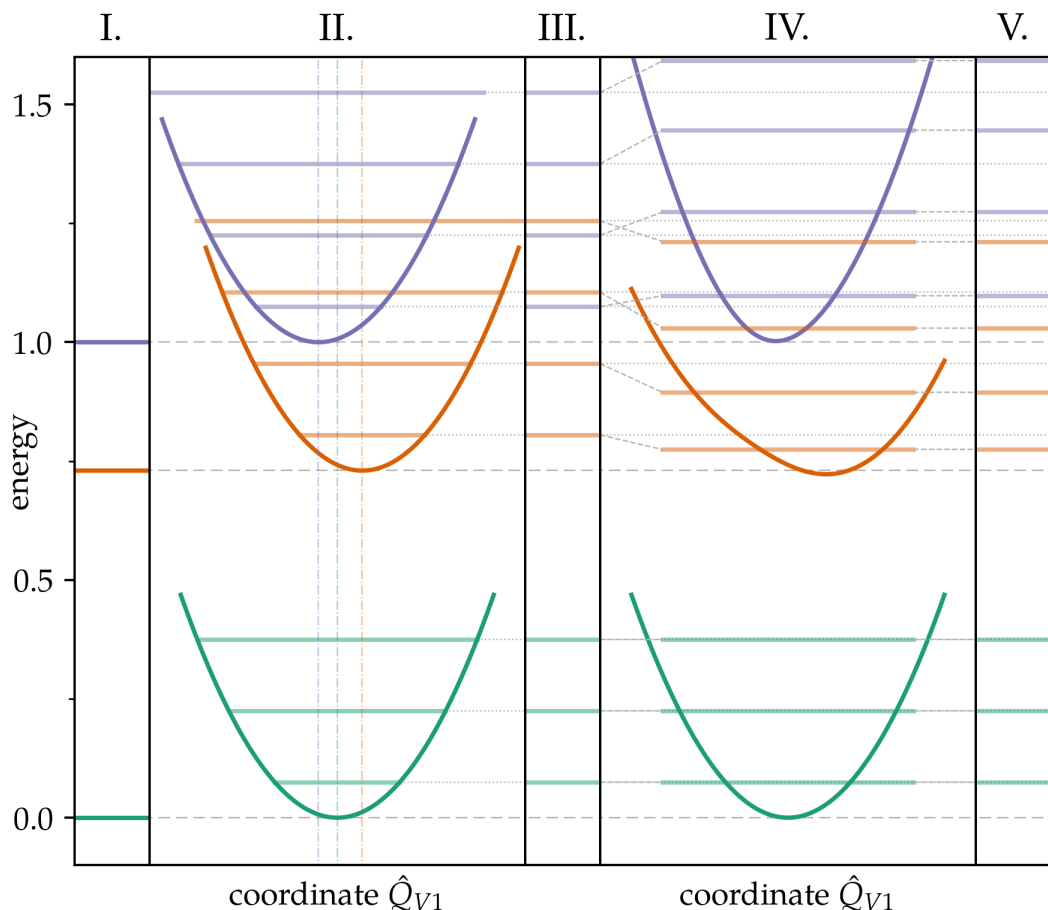 I. II. III. IV. V.
1.5
1.0
0.5
0.0
energy
coordinate Q̂_{V1} coordinate Q̂_{V1}